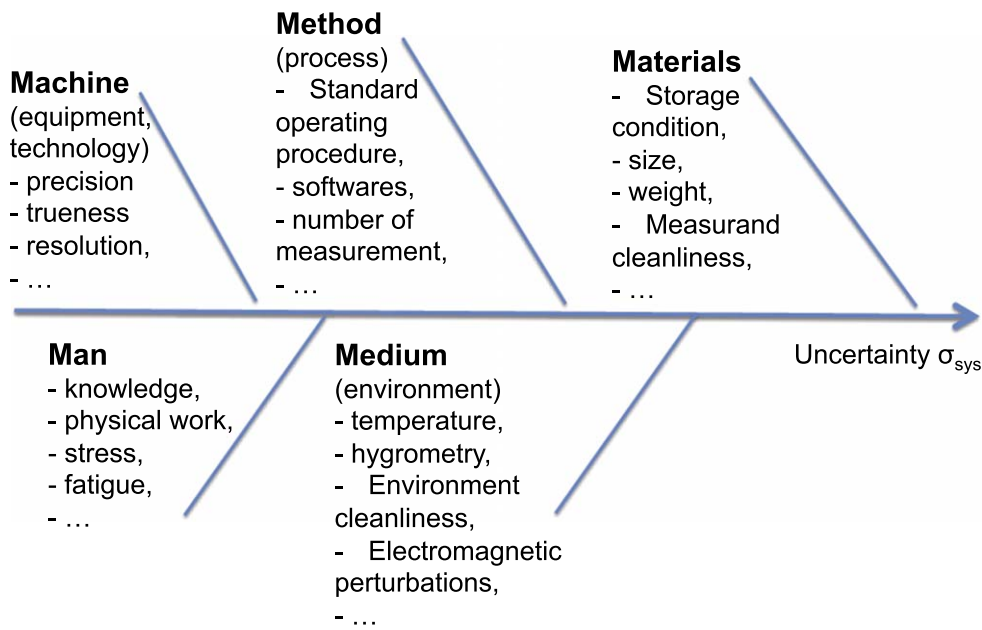 Machine
(equipment,
technology)
- precision
- trueness
- resolution,
- …
Method
(process)
- Standard
operating
procedure,
- softwares,
- number of
measurement,
- …
Materials
- Storage
condition,
- size,
- weight,
- Measurand
cleanliness,
- …
Man
- knowledge,
- physical work,
- stress,
- fatigue,
- …
Medium
(environment)
- temperature,
- hygrometry,
- Environment
cleanliness,
- Electromagnetic
perturbations,
- …
Uncertainty σsys